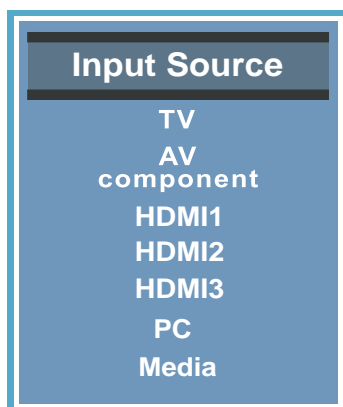 Input Source
TV
AV
component
HDMI1
HDMI2
HDMI3
PC
Media